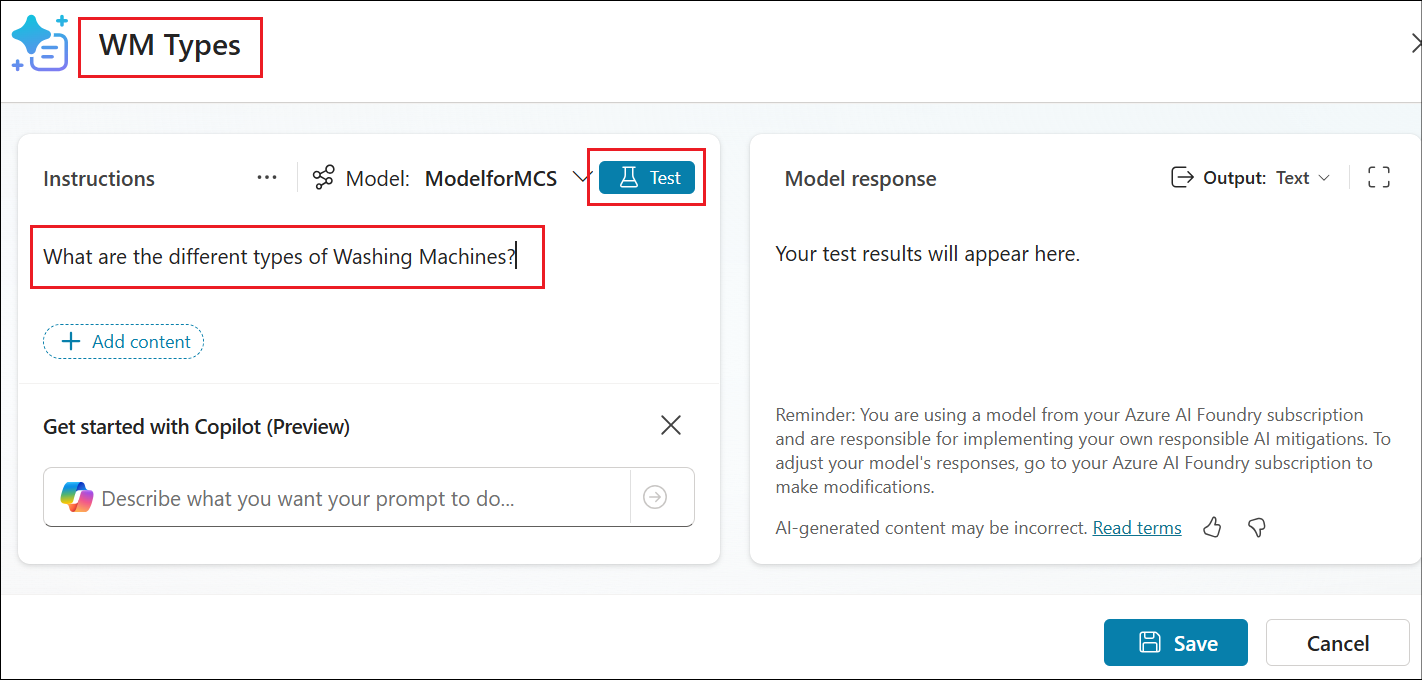 WM Types
Instructions
Model: ModelforMCS
Test
What are the different types of Washing Machines?
Add content
Get started with Copilot (Preview)
Describe what you want your prompt to do...
Model response
Output: Text
Your test results will appear here.
Reminder: You are using a model from your Azure AI Foundry subscription
and are responsible for implementing your own responsible AI mitigations. To
adjust your model's responses, go to your Azure AI Foundry subscription to
make modifications.
AI-generated content may be incorrect. Read terms
Save
Cancel